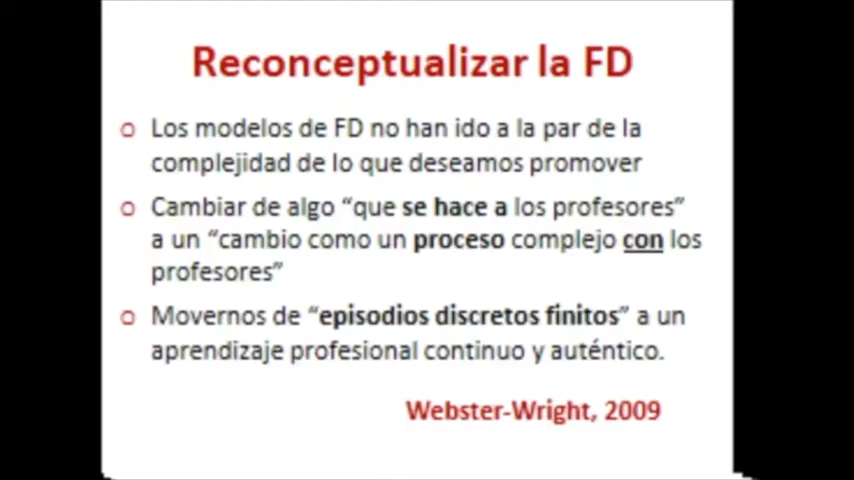 Reconceptualizar la FD
Los modelos de FD no han ido a la par de la
complejidad de lo que deseamos promover
Cambiar de algo “que se hace a los profesores”
a un “cambio como un proceso complejo con los
profesores”
Movernos de “episodios discretos finitos” a un
aprendizaje profesional continuo y auténtico.
Webster-Wright, 2009